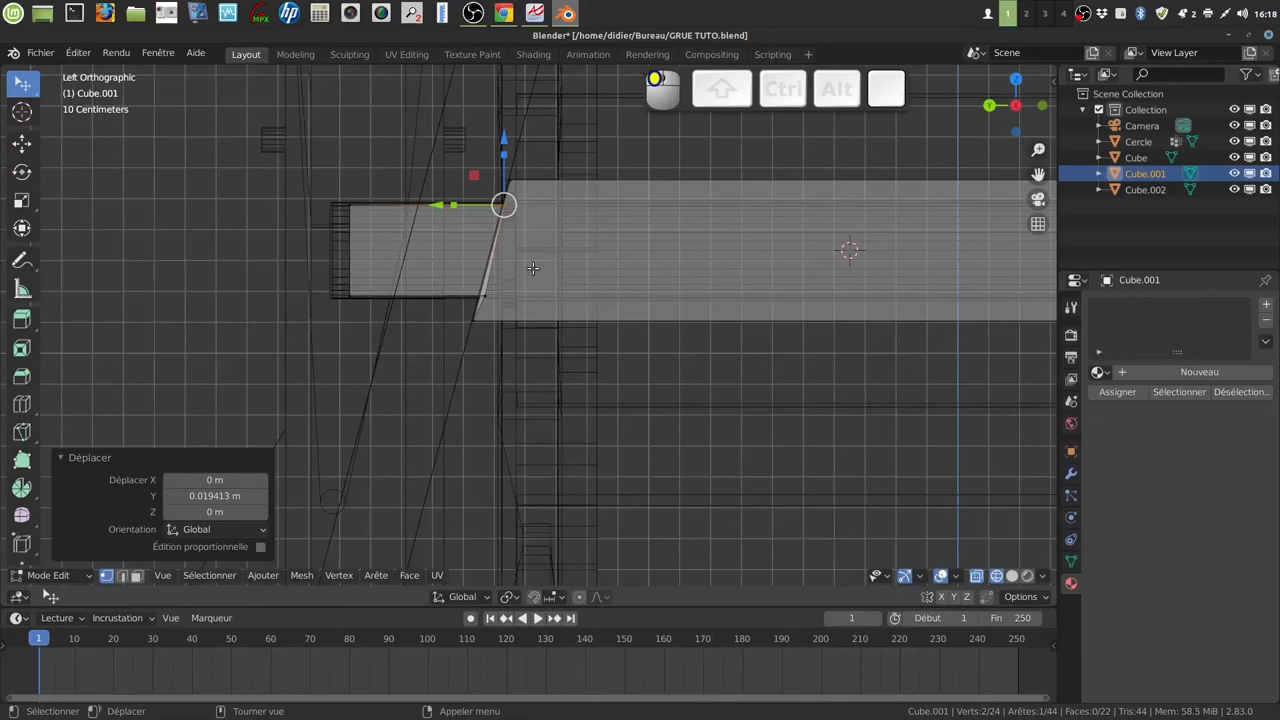 MPX
1
2
3
4
16:18
Blender* [/home/didier/Bureau/GRUE TUTO.blend]
Fichier Éditer Rendu Fenêtre Aide
Layout Modeling Sculpting UV Editing Texture Paint Shading Animation Rendering Compositing Scripting +
Scene
View Layer
Left Orthographic
(1) Cube.001
10 Centimeters
Ctrl
Alt
Z
Y
X
Scene Collection
Collection
Camera
Cercle
Cube
Cube.001
Cube.002
Cube.001
Nouveau
Assigner Sélectionner Désélection...
Déplacer
Déplacer X 0 m
Y 0.019413 m
Z 0 m
Orientation Global
Édition proportionnelle
Mode Edit Vue Sélectionner Ajouter Mesh Vertex Arête Face UV
Global
X Y Z
Options
Lecture Incrustation Vue Marqueur
1
Début 1
Fin 250
1 10 20 30 40 50 60 70 80 90 100 110 120 130 140 150 160 170 180 190 200 210 220 230 240 250
Sélectionner Déplacer Tourner vue Appeler menu
Cube.001 | Verts:2/24 | Arêtes:1/44 | Faces:0/22 | Tris:44 | Mem: 58.5 MiB | 2.83.0